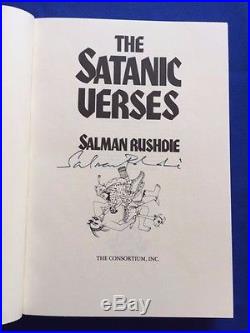 THE
SATANIC
VERSES
SALMAN RUSHDIE
Salman Rushdie
THE CONSORTIUM, INC.